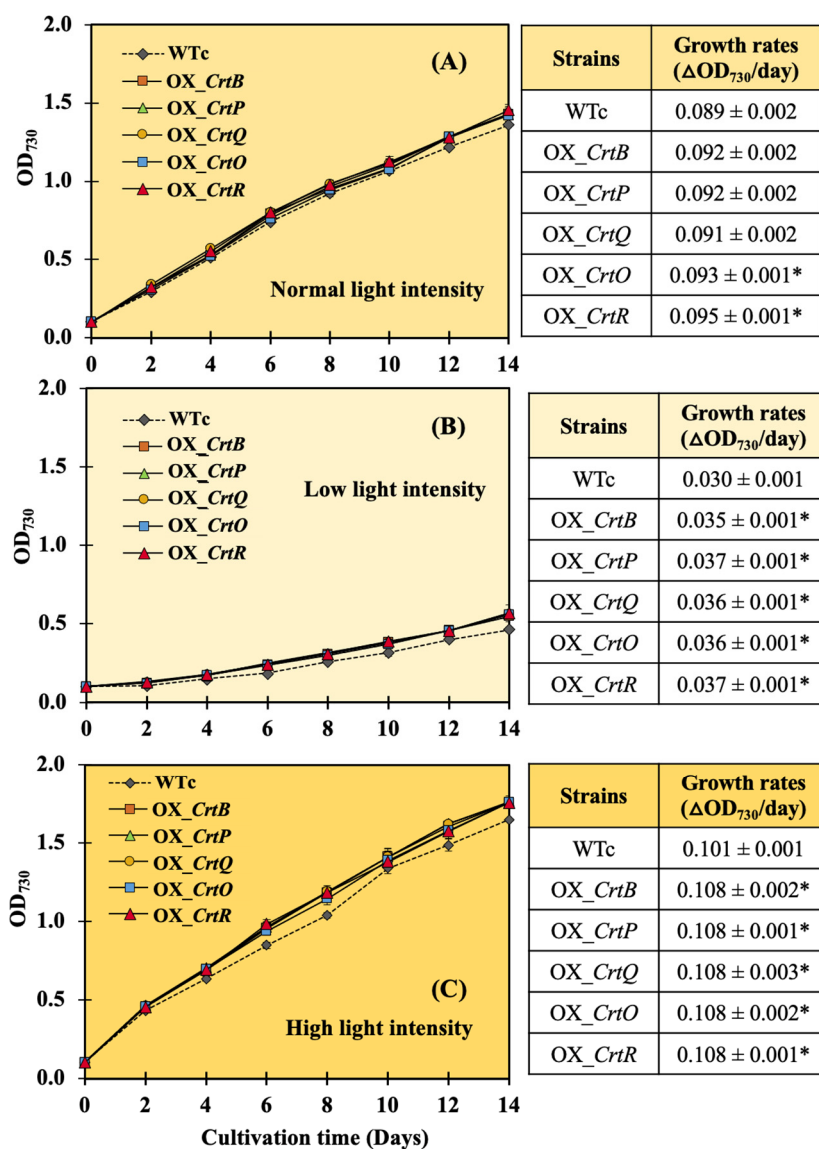 2.0
1.5
1.0
0.5
0.0
OD730
WTc
OX_CrtB
OX_CrtP
OX_CrtQ
OX_CrtO
OX_CrtR
(A)
Normal light intensity
0 2 4 6 8 10 12 14
Strains Growth rates (△OD730/day)
WTc 0.089 ± 0.002
OX_CrtB 0.092 ± 0.002
OX_CrtP 0.092 ± 0.002
OX_CrtQ 0.091 ± 0.002
OX_CrtO 0.093 ± 0.001*
OX_CrtR 0.095 ± 0.001*
2.0
1.5
1.0
0.5
0.0
OD730
WTc
OX_CrtB
OX_CrtP
OX_CrtQ
OX_CrtO
OX_CrtR
(B)
Low light intensity
0 2 4 6 8 10 12 14
Strains Growth rates (△OD730/day)
WTc 0.030 ± 0.001
OX_CrtB 0.035 ± 0.001*
OX_CrtP 0.037 ± 0.001*
OX_CrtQ 0.036 ± 0.001*
OX_CrtO 0.036 ± 0.001*
OX_CrtR 0.037 ± 0.001*
2.0
1.5
1.0
0.5
0.0
OD730
WTc
OX_CrtB
OX_CrtP
OX_CrtQ
OX_CrtO
OX_CrtR
(C)
High light intensity
0 2 4 6 8 10 12 14
Cultivation time (Days)
Strains Growth rates (△OD730/day)
WTc 0.101 ± 0.001
OX_CrtB 0.108 ± 0.002*
OX_CrtP 0.108 ± 0.001*
OX_CrtQ 0.108 ± 0.003*
OX_CrtO 0.108 ± 0.002*
OX_CrtR 0.108 ± 0.001*